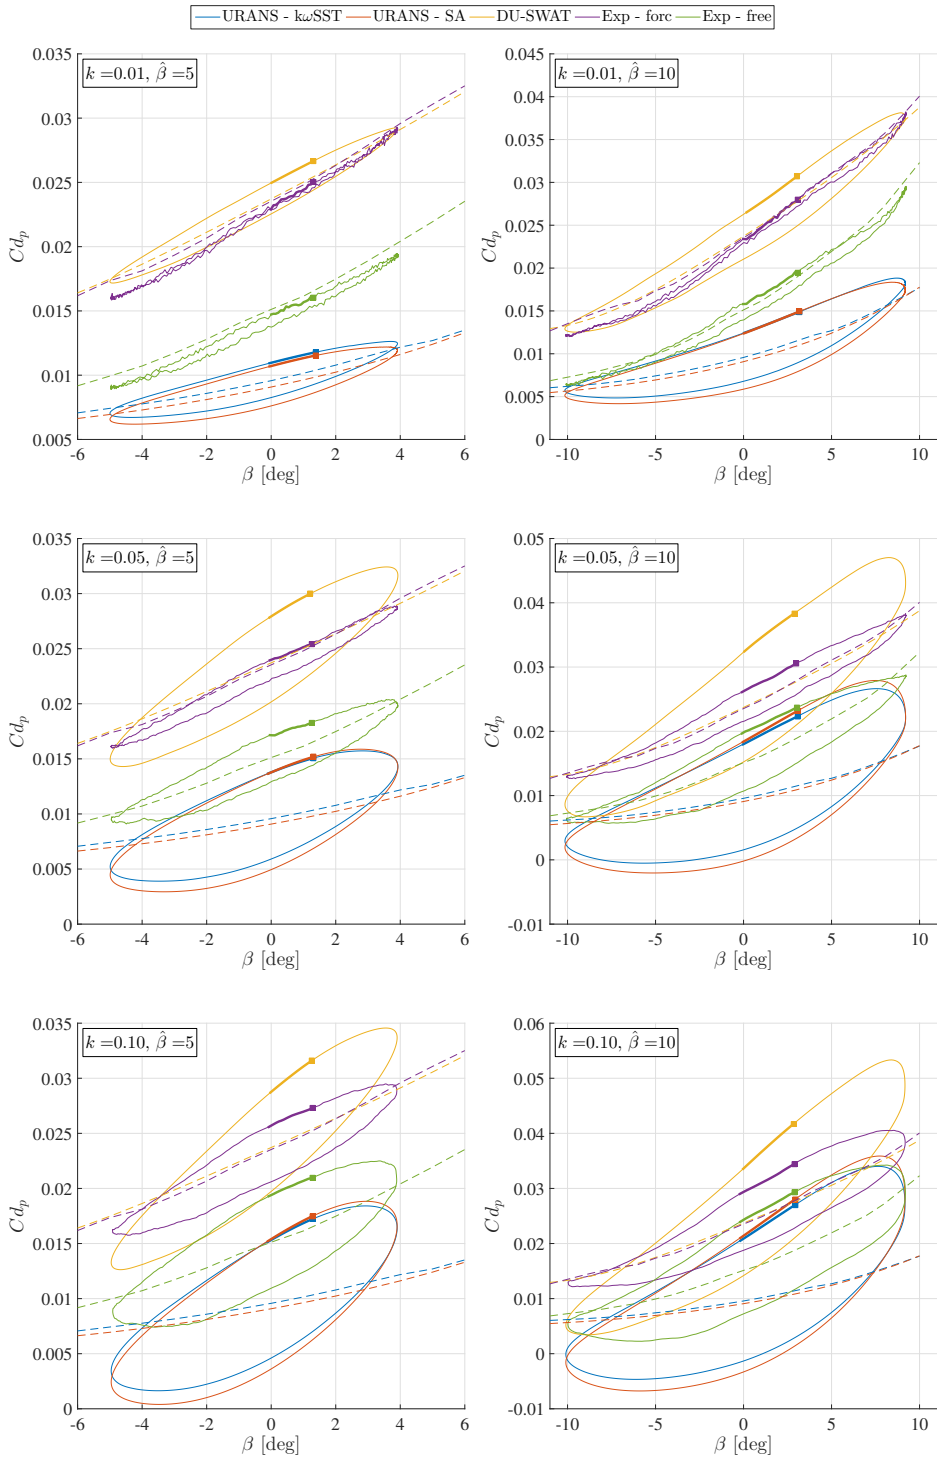 URANS - kωSST URANS - SA DU-SWAT Exp - forc Exp - free
k =0.01, β̂ =5
0.035
0.03
0.025
0.02
0.015
0.01
0.005
Cd_p
-6 -4 -2 0 2 4 6
β [deg]
k =0.01, β̂ =10
0.045
0.04
0.035
0.03
0.025
0.02
0.015
0.01
0.005
0
Cd_p
-10 -5 0 5 10
β [deg]
k =0.05, β̂ =5
0.035
0.03
0.025
0.02
0.015
0.01
0.005
0
Cd_p
-6 -4 -2 0 2 4 6
β [deg]
k =0.05, β̂ =10
0.05
0.04
0.03
0.02
0.01
0
-0.01
Cd_p
-10 -5 0 5 10
β [deg]
k =0.10, β̂ =5
0.035
0.03
0.025
0.02
0.015
0.01
0.005
0
Cd_p
-6 -4 -2 0 2 4 6
β [deg]
k =0.10, β̂ =10
0.06
0.05
0.04
0.03
0.02
0.01
0
-0.01
Cd_p
-10 -5 0 5 10
β [deg]